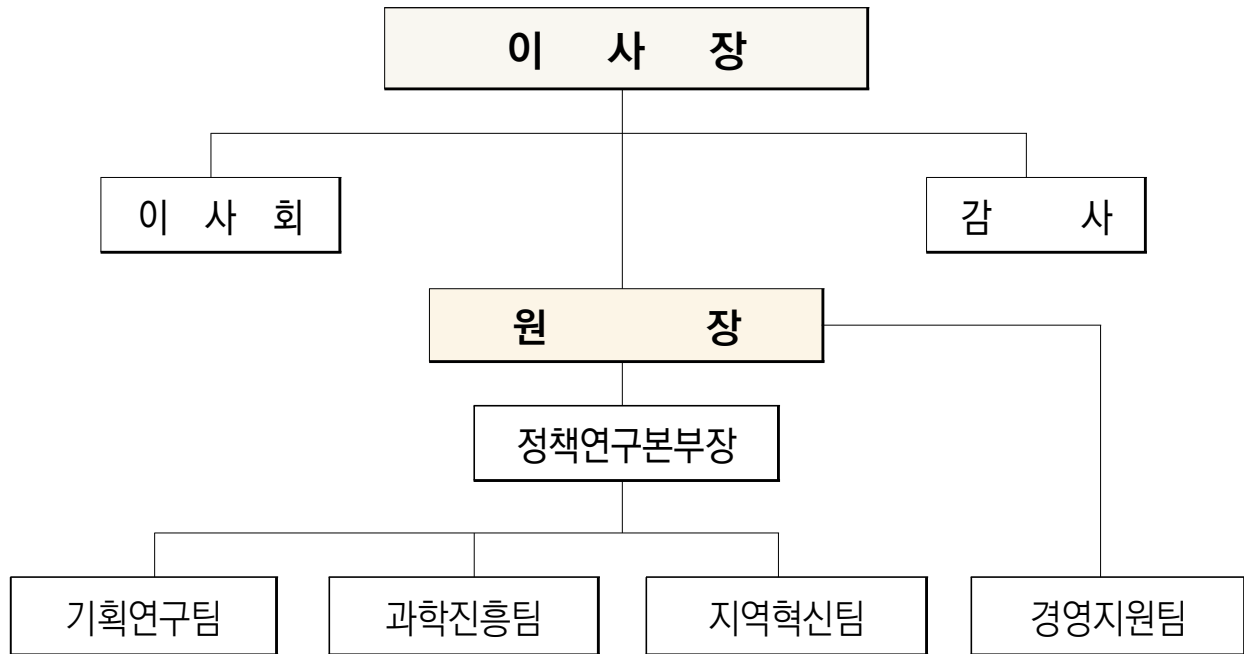 이 사 장
이 사 회
감 사
원 장
정책연구본부장
기획연구팀
과학진흥팀
지역혁신팀
경영지원팀